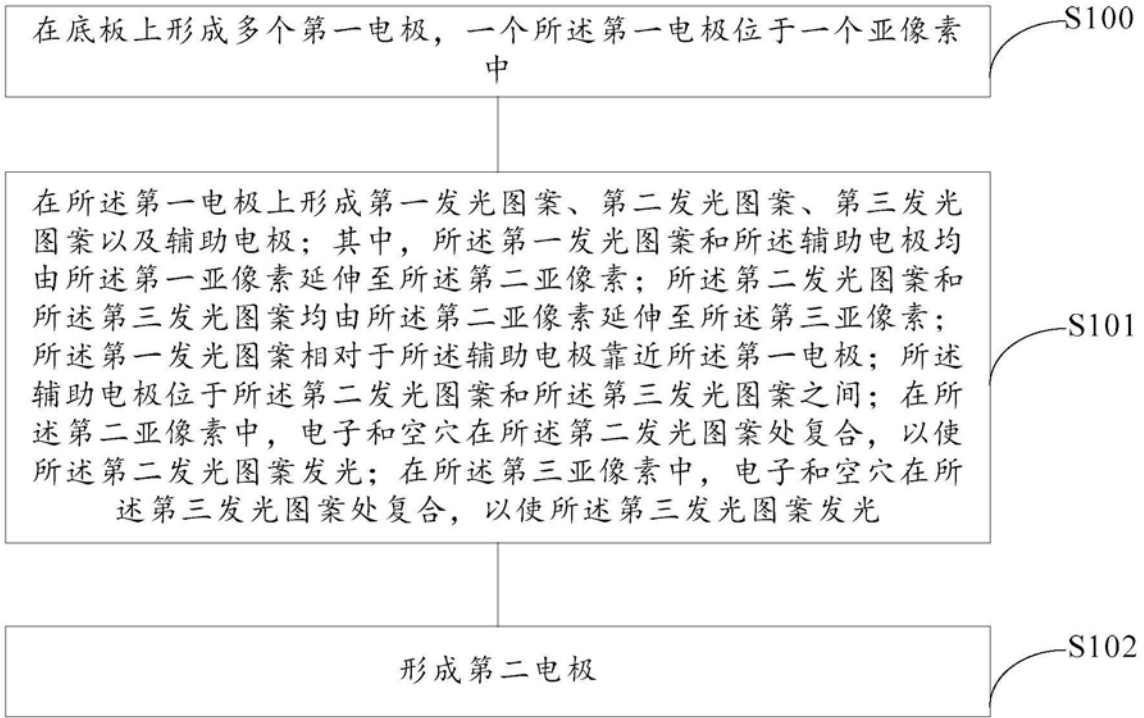 在底板上形成多个第一电极，一个所述第一电极位于一个亚像素
中
S100
在所述第一电极上形成第一发光图案、第二发光图案、第三发光
图案以及辅助电极；其中，所述第一发光图案和所述辅助电极均
由所述第一亚像素延伸至所述第二亚像素；所述第二发光图案和
所述第三发光图案均由所述第二亚像素延伸至所述第三亚像素；
所述第一发光图案相对于所述辅助电极靠近所述第一电极；所述
辅助电极位于所述第二发光图案和所述第三发光图案之间；在所
述第二亚像素中，电子和空穴在所述第二发光图案处复合，以使
所述第二发光图案发光；在所述第三亚像素中，电子和空穴在所
述第三发光图案处复合，以使所述第三发光图案发光
S101
形成第二电极
S102